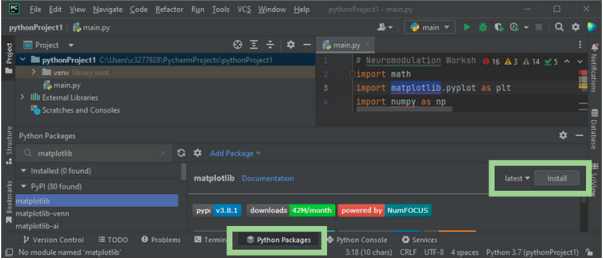 File Edit View Navigate Code Refactor Run Tools VCS Window Help pythonProject1 - main.py
pythonProject1 main.py
main
Project
main.py
pythonProject1 C:\Users\c3277928\PycharmProjects\pythonProject1
venv library root
main.py
External Libraries
Scratches and Consoles
1 # Neuromodulation Worksh 16 3 14 5
2 import math
3 import matplotlib.pyplot as plt
4 import numpy as np
Project
Structure
Bookmarks
Notifications
Database
SciView
Python Packages
matplotlib
Add Package
Installed (0 found)
PyPI (80 found)
matplotlib
matplotlib-venn
matplotlib-ai
matplotlib Documentation
latest Install
pypi v3.8.1 downloads 42M/month powered by NumFOCUS
Version Control TODO Problems Terminal Python Packages Python Console Services
No module named 'matplotlib' 3:18 (10 chars) CRLF UTF-8 4 spaces Python 3.7 (pythonProject1)